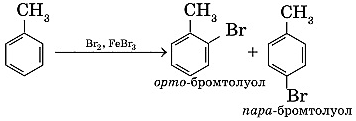 CH₃
Br₂, FeBr₃
CH₃
Br
+
CH₃
Br
орто-бромтолуол
пара-бромтолуол